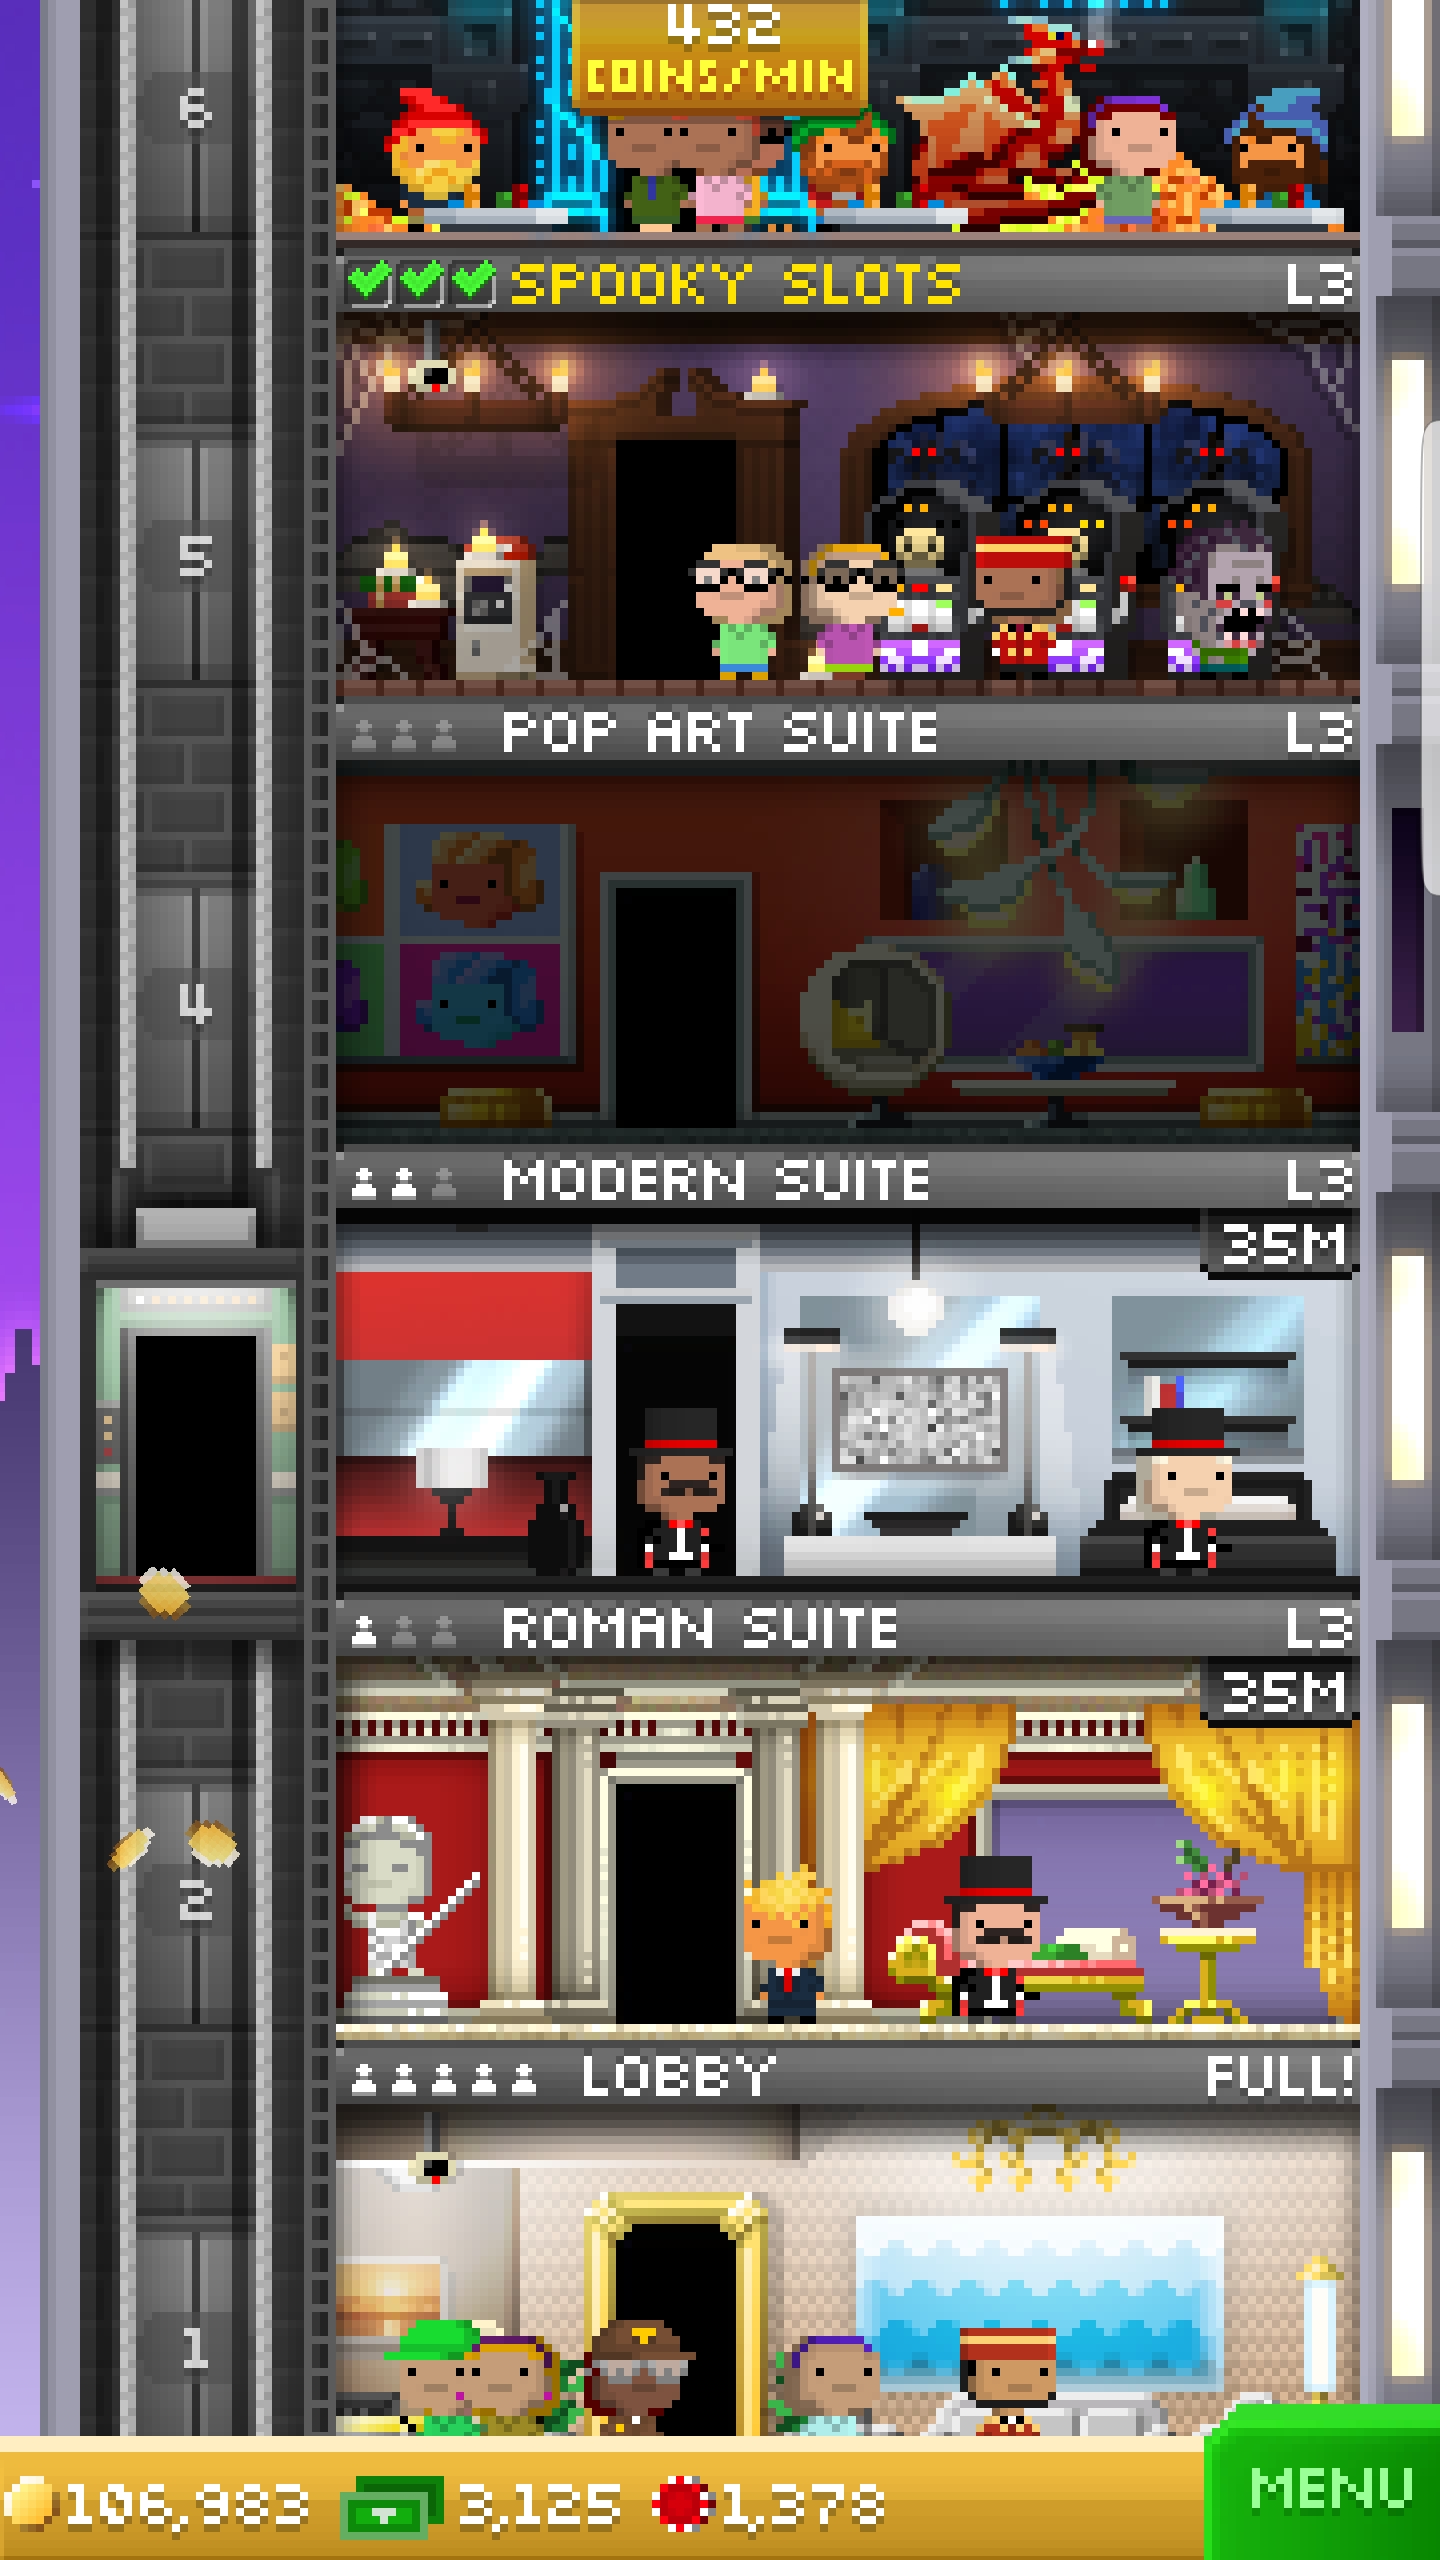 432
COINS/MIN
6
SPOOKY SLOTS L3
5
POP ART SUITE L3
4
MODERN SUITE L3
35M
ROMAN SUITE L3
35M
2
LOBBY FULL!
1
106,983 3,125 1,378 MENU